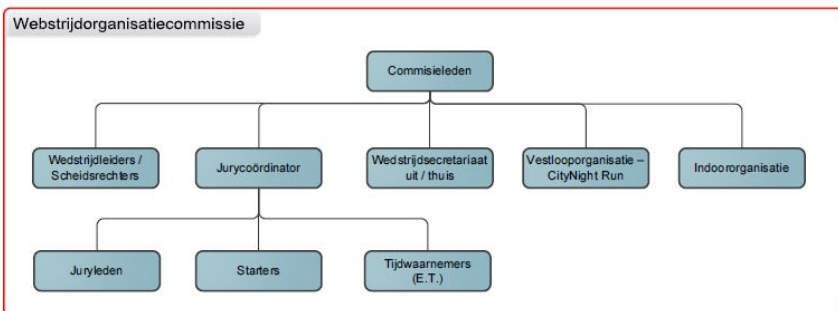 Webstrijdorganisatiecommissie
Commisieleden
Wedstrijdleiders /
Scheidsrechters
Jurycoördinator
Wedstrijdsecretariaat
uit / thuis
Vestlooporganisatie –
CityNight Run
Indoororganisatie
Juryleden
Starters
Tijdwaarnemers
(E.T.)